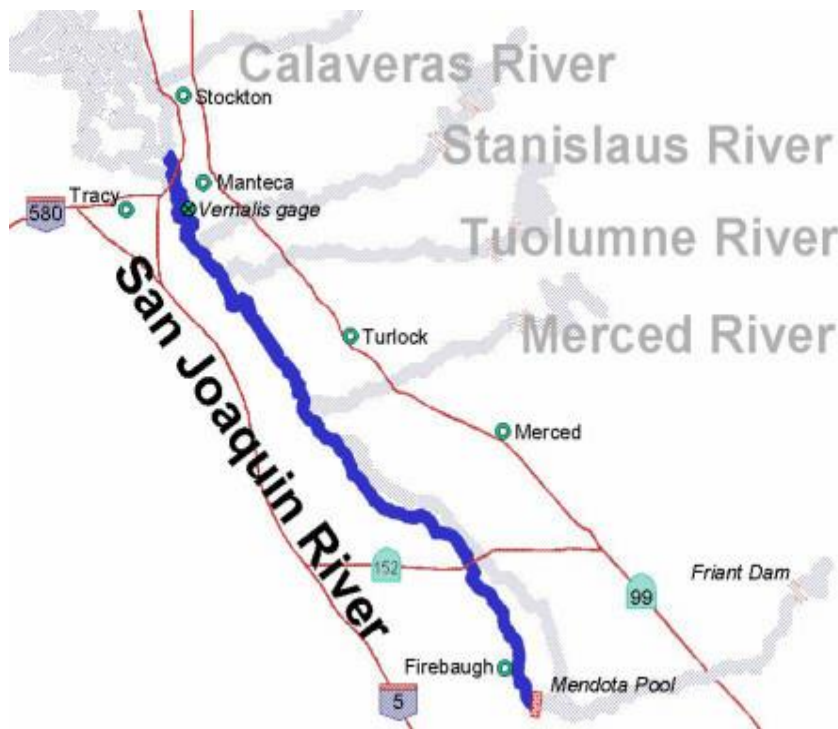 Calaveras River
Stockton
Stanislaus River
Manteca
Tracy
Vernalis gage
580
Tuolumne River
San Joaquin River
Turlock
Merced River
Merced
152
Friant Dam
99
Firebaugh
Mendota Pool
5